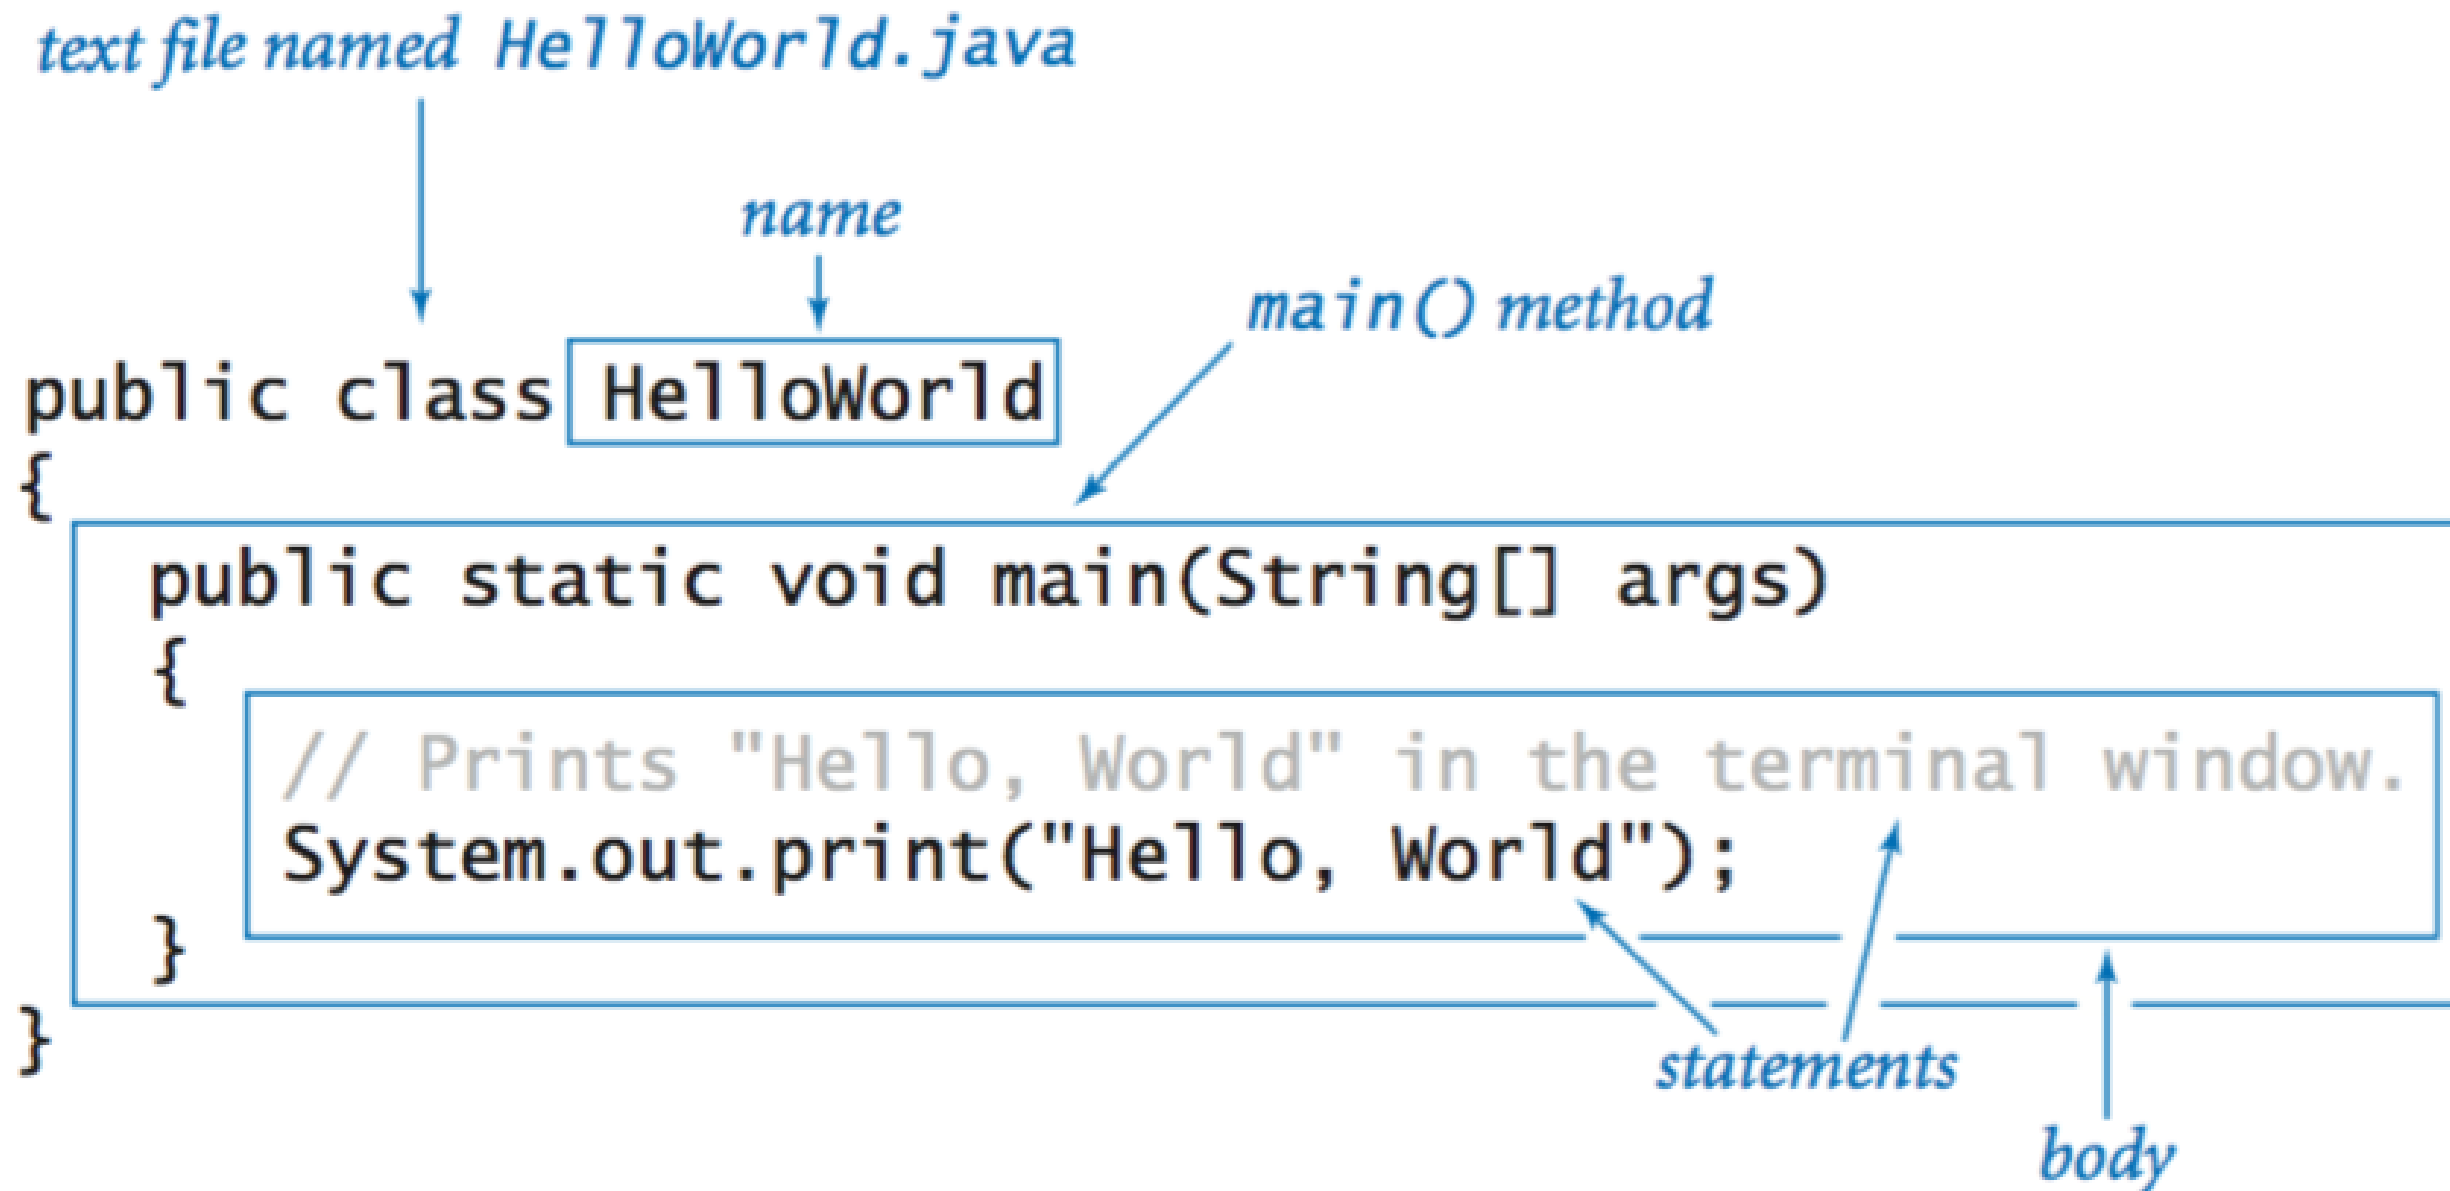 text file named HelloWorld.java
name
main() method
public class HelloWorld
{
public static void main(String[] args)
{
// Prints "Hello, World" in the terminal window.
System.out.print("Hello, World");
}
}
statements
body